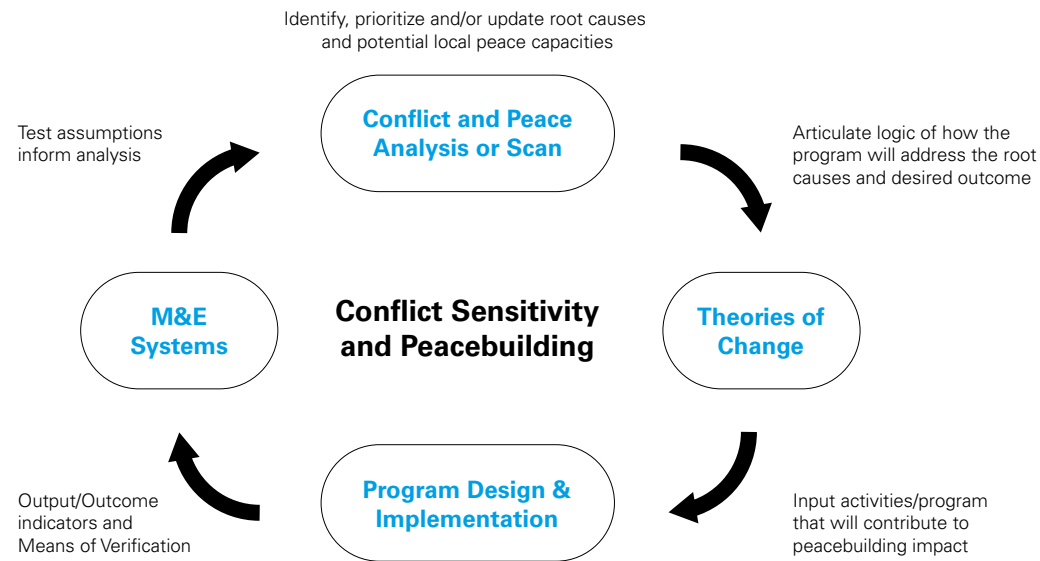 Identify, prioritize and/or update root causes
and potential local peace capacities
Conflict and Peace
Analysis or Scan
Test assumptions
inform analysis
Articulate logic of how the
program will address the root
causes and desired outcome
M&E
Systems
Conflict Sensitivity
and Peacebuilding
Theories of
Change
Program Design &
Implementation
Output/Outcome
indicators and
Means of Verification
Input activities/program
that will contribute to
peacebuilding impact